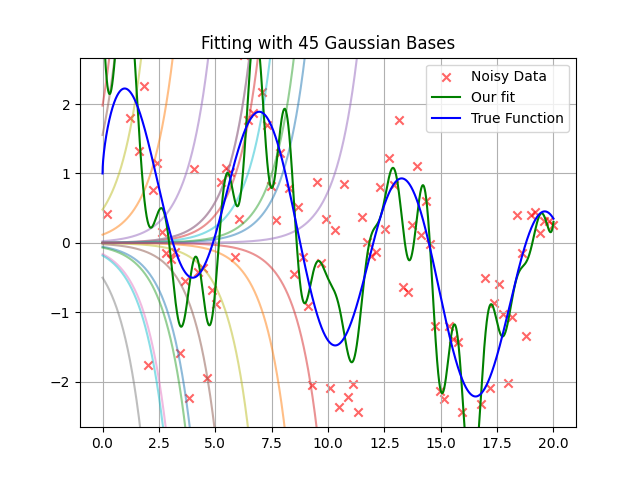 Fitting with 45 Gaussian Bases
Noisy Data
Our fit
True Function
2
1
0
−1
−2
0.0 2.5 5.0 7.5 10.0 12.5 15.0 17.5 20.0